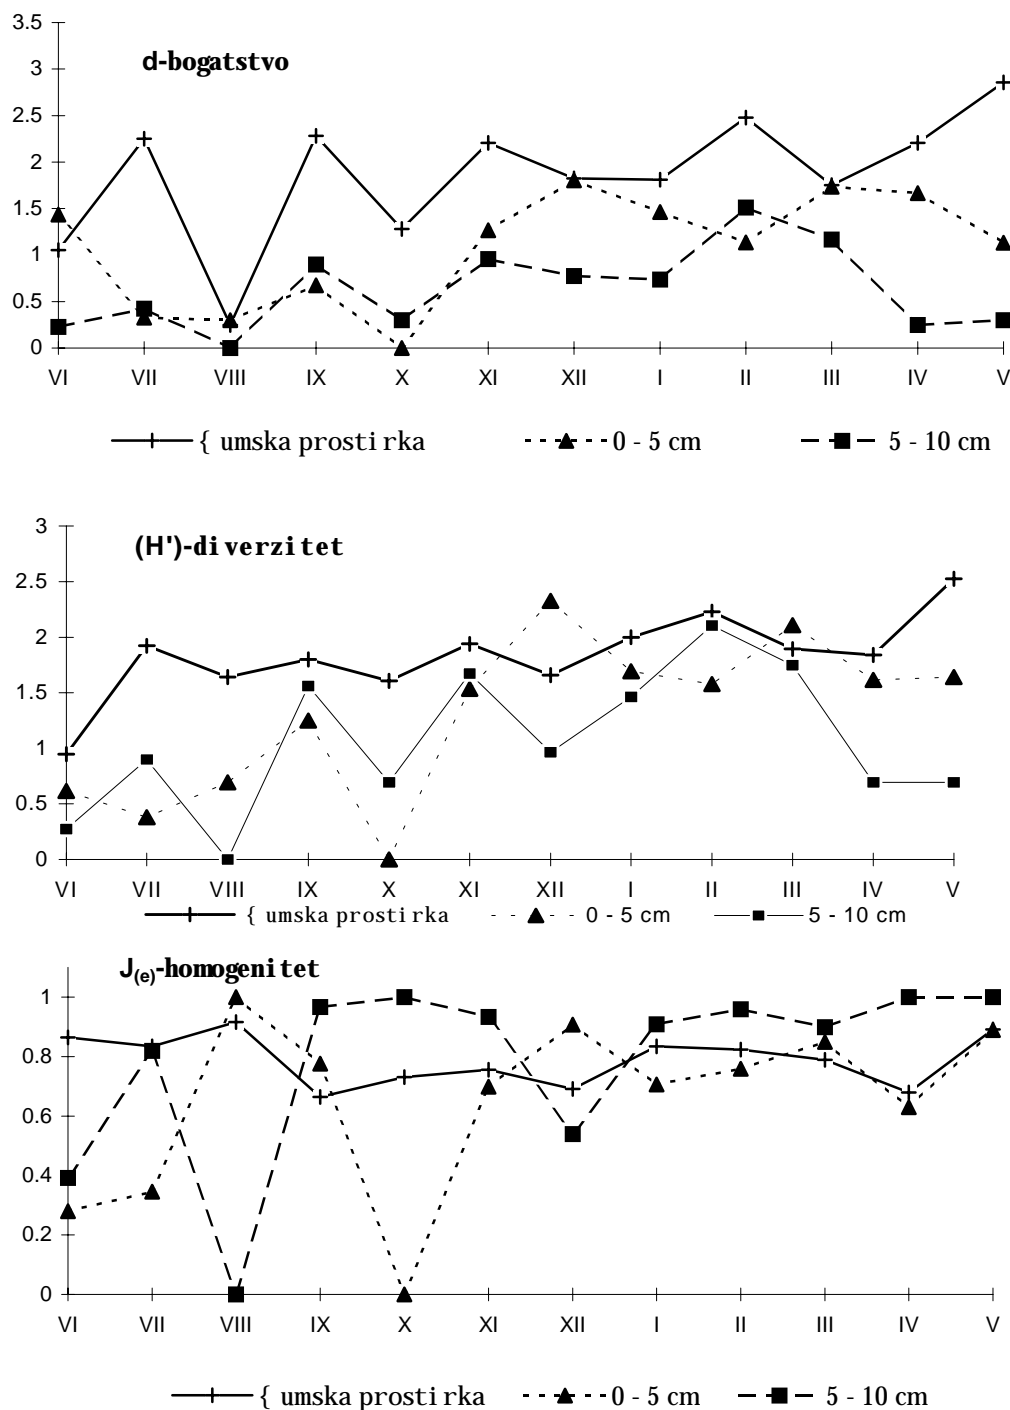 3.5
d-bogatstvo
3
2.5
2
1.5
1
0.5
0
VI VII VIII IX X XI XII I II III IV V
{ umska prostirka 0 - 5 cm 5 - 10 cm
3
(H')-diverzitet
2.5
2
1.5
1
0.5
0
VI VII VIII IX X XI XII I II III IV V
{ umska prostirka 0 - 5 cm 5 - 10 cm
J(e)-homogenitet
1
0.8
0.6
0.4
0.2
0
VI VII VIII IX X XI XII I II III IV V
{ umska prostirka 0 - 5 cm 5 - 10 cm